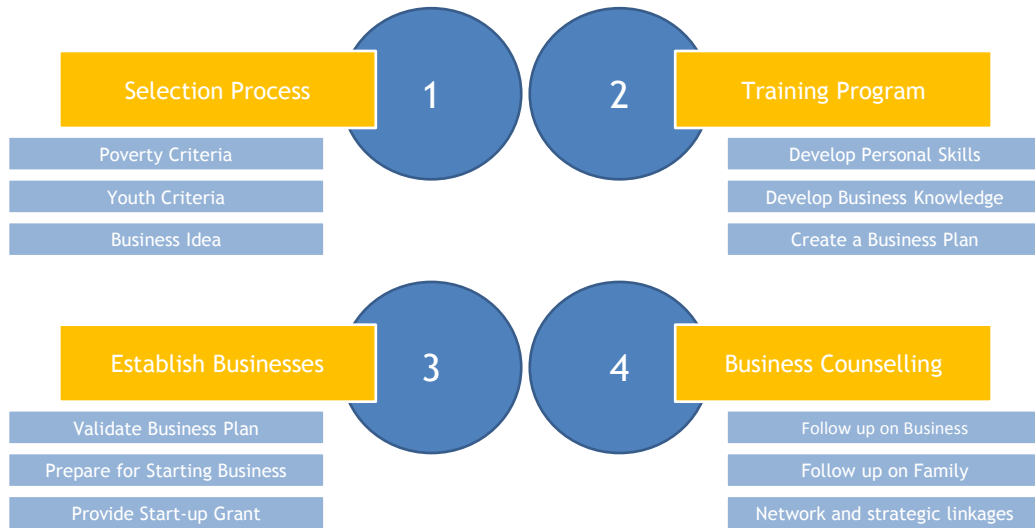 Selection Process
1
Poverty Criteria
Youth Criteria
Business Idea
2
Training Program
Develop Personal Skills
Develop Business Knowledge
Create a Business Plan
Establish Businesses
3
Validate Business Plan
Prepare for Starting Business
Provide Start-up Grant
4
Business Counselling
Follow up on Business
Follow up on Family
Network and strategic linkages